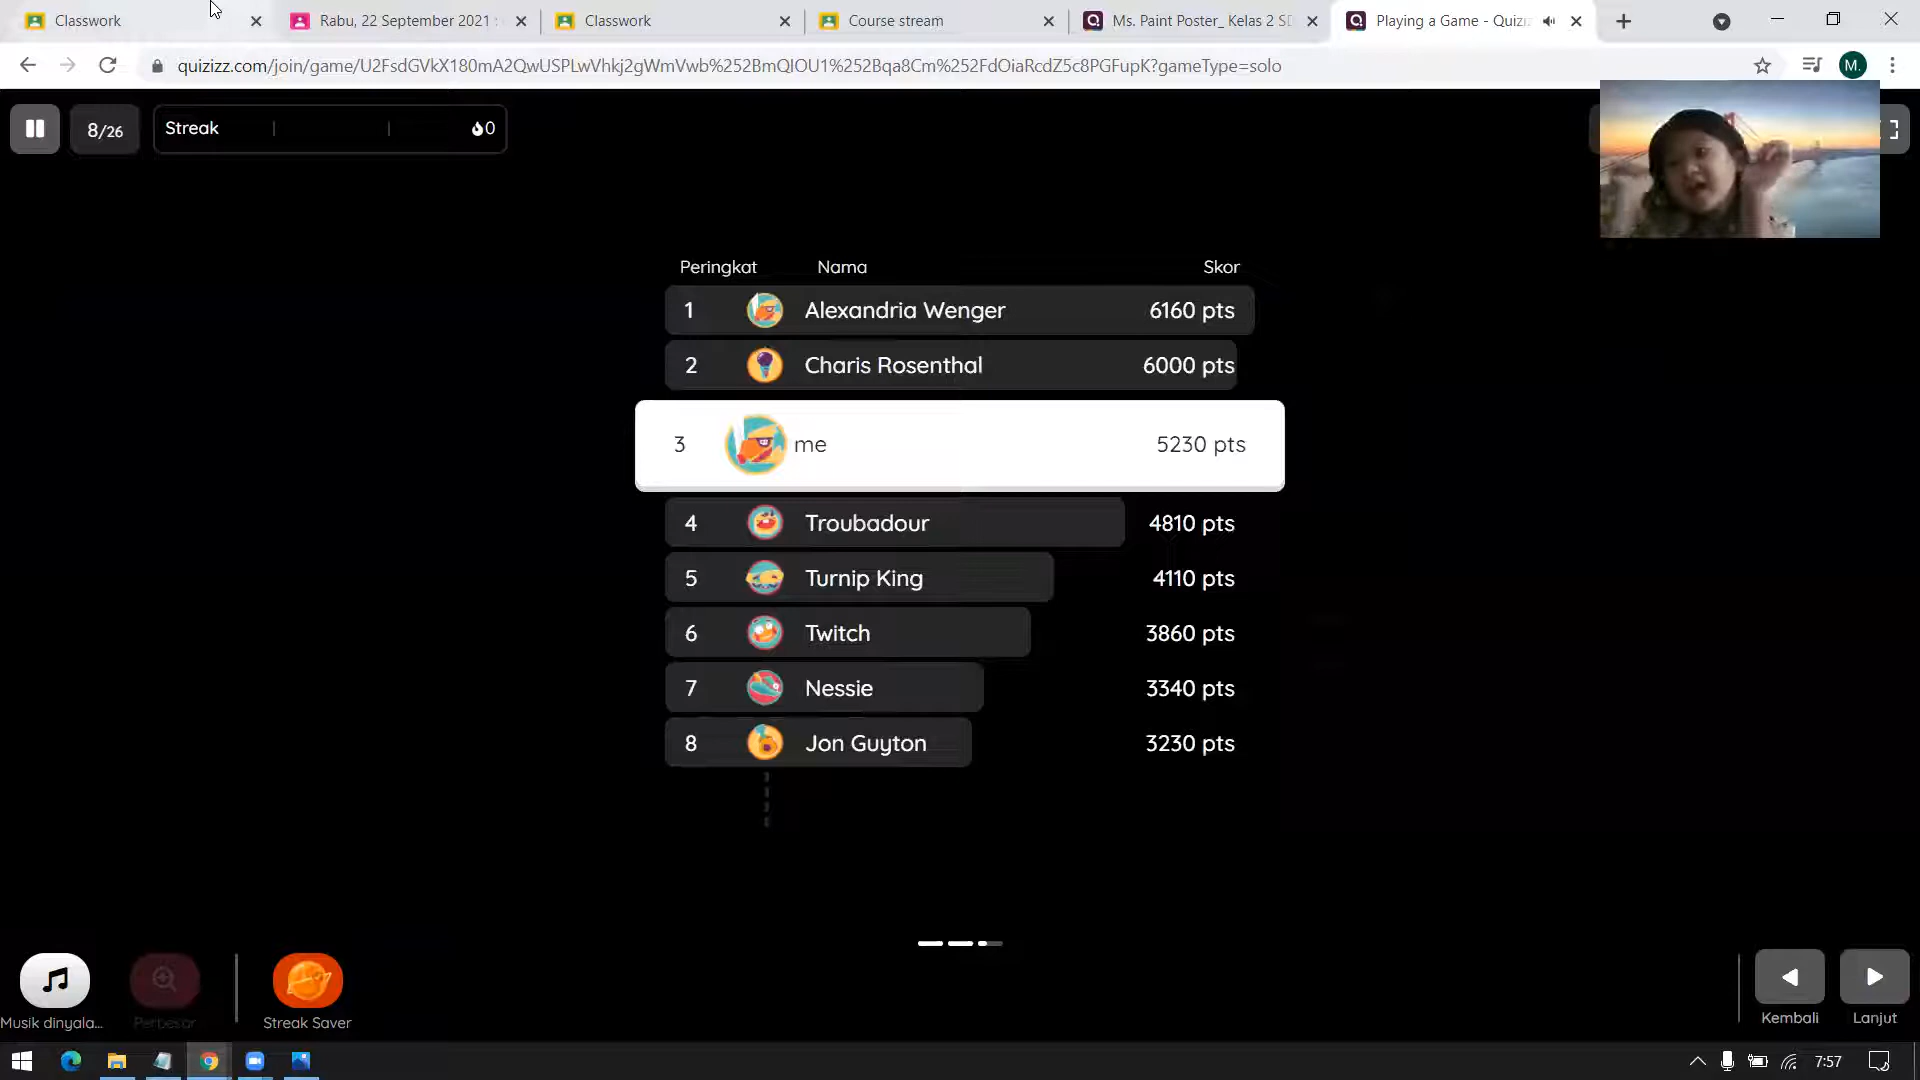 Classwork
Rabu, 22 September 2021 :
Classwork
Course stream
Ms. Paint Poster_ Kelas 2 SD
Playing a Game - Quiziz
quizizz.com/join/game/U2FsdGVkX180mA2QwUSPLwVhkj2gWmVwb%252BmQJOU1%252Bqa8Cm%252FdOiaRcdZ5c8PGFupK?gameType=solo
M.
8/26
Streak
0
Peringkat Nama Skor
1 Alexandria Wenger 6160 pts
2 Charis Rosenthal 6000 pts
3 me 5230 pts
4 Troubadour 4810 pts
5 Turnip King 4110 pts
6 Twitch 3860 pts
7 Nessie 3340 pts
8 Jon Guyton 3230 pts
Musik dinyala...
Perbesar
Streak Saver
Kembali
Lanjut
7:57